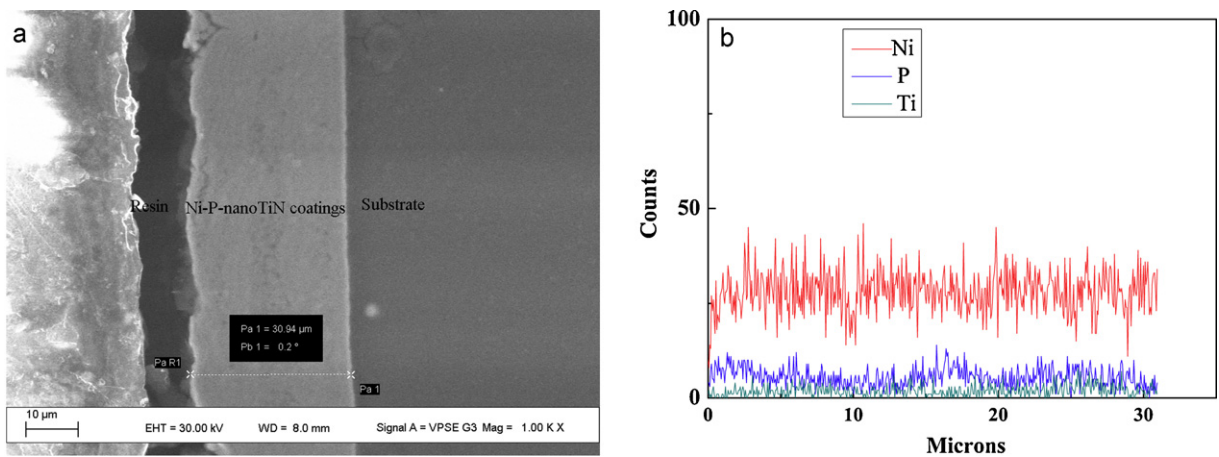 a
Resin
Ni-P-nanoTiN coatings
Substrate
Pa 1 = 30.94 µm
Pb 1 = 0.2 °
Pa R1
Pa 1
10 µm
EHT = 30.00 kV
WD = 8.0 mm
Signal A = VPSE G3
Mag = 1.00 K X
b
Ni
P
Ti
100
50
0
Counts
0
10
20
30
Microns